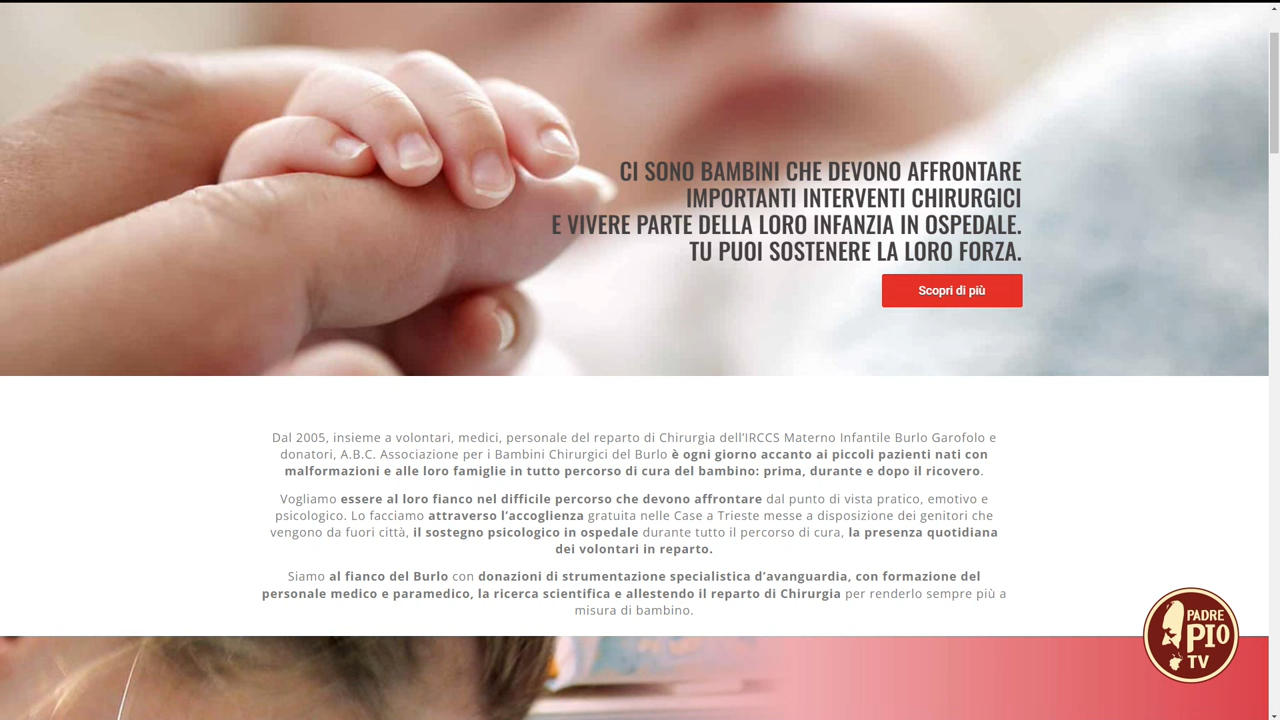 CI SONO BAMBINI CHE DEVONO AFFRONTARE
IMPORTANTI INTERVENTI CHIRURGICI
E VIVERE PARTE DELLA LORO INFANZIA IN OSPEDALE.
TU PUOI SOSTENERE LA LORO FORZA.
Scopri di più
Dal 2005, insieme a volontari, medici, personale del reparto di Chirurgia dell'IRCCS Materno Infantile Burlo Garofolo e
donatori, A.B.C. Associazione per i Bambini Chirurgici del Burlo è ogni giorno accanto ai piccoli pazienti nati con
malformazioni e alle loro famiglie in tutto percorso di cura del bambino: prima, durante e dopo il ricovero.
Vogliamo essere al loro fianco nel difficile percorso che devono affrontare dal punto di vista pratico, emotivo e
psicologico. Lo facciamo attraverso l'accoglienza gratuita nelle Case a Trieste messe a disposizione dei genitori che
vengono da fuori città, il sostegno psicologico in ospedale durante tutto il percorso di cura, la presenza quotidiana
dei volontari in reparto.
Siamo al fianco del Burlo con donazioni di strumentazione specialistica d'avanguardia, con formazione del
personale medico e paramedico, la ricerca scientifica e allestendo il reparto di Chirurgia per renderlo sempre più a
misura di bambino.
PADRE
PIO
TV